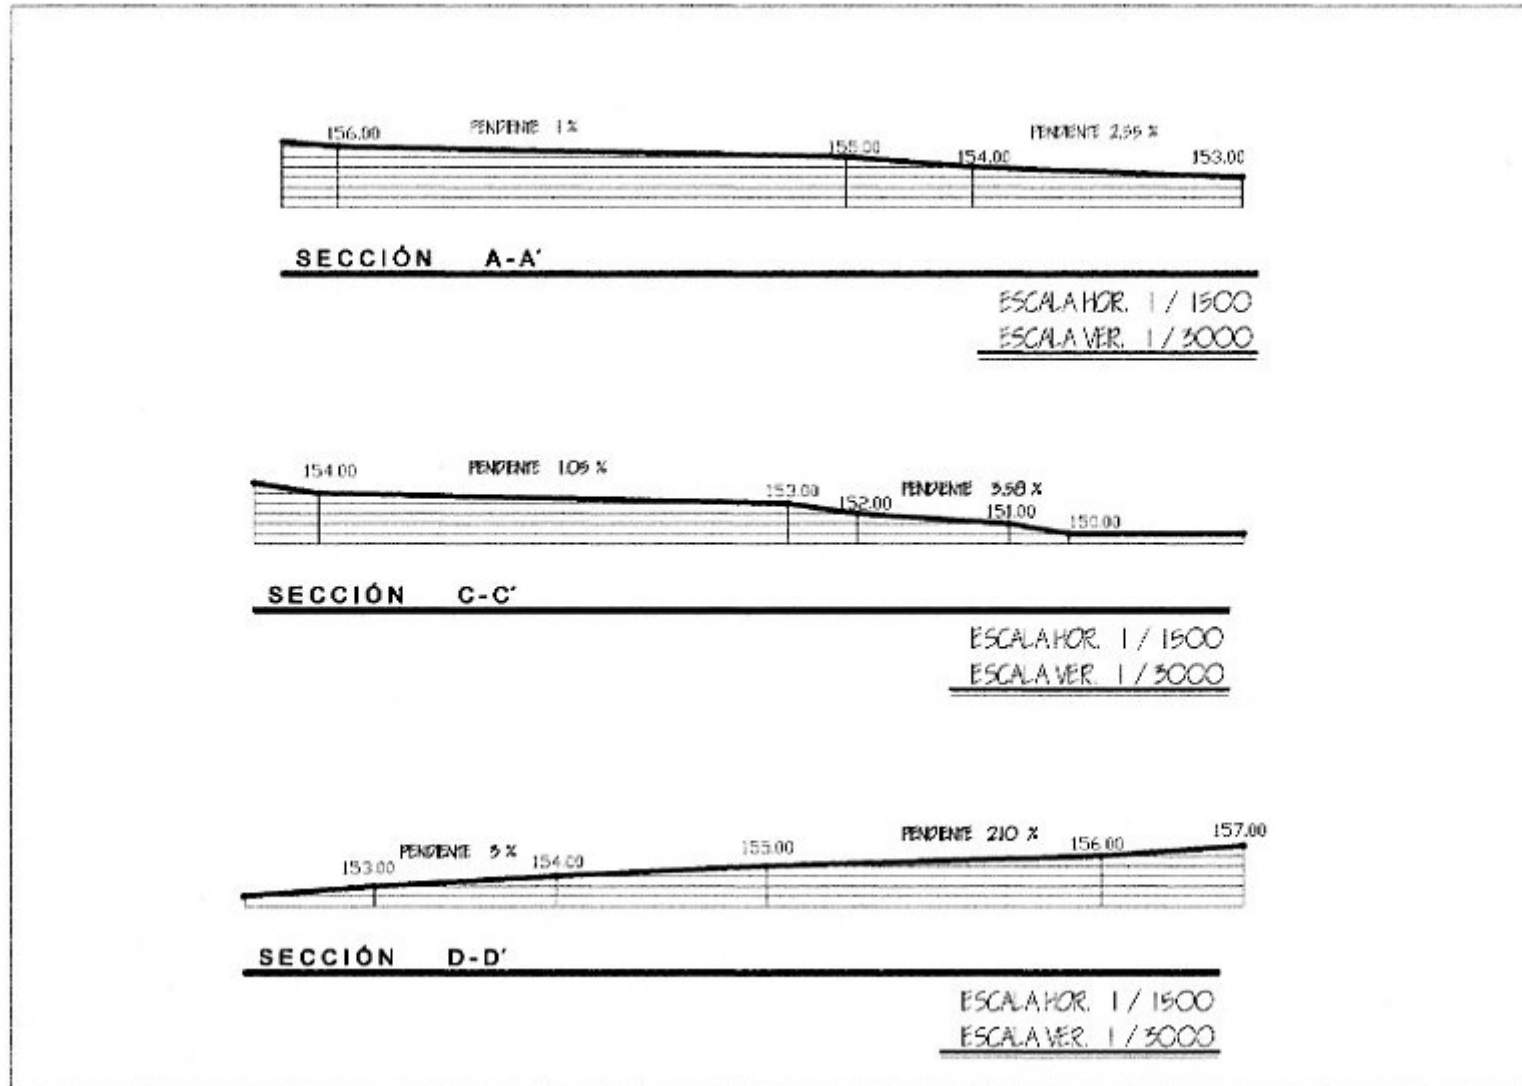 156.00 PENDIENTE 1 % 155.00 154.00 PENDIENTE 2,55 % 153.00
SECCIÓN A-A'
ESCALA HOR. 1 / 1500
ESCALA VER. 1 / 3000
154.00 PENDIENTE 1.05 % 153.00 152.00 PENDIENTE 3.58 % 151.00 150.00
SECCIÓN C-C'
ESCALA HOR. 1 / 1500
ESCALA VER. 1 / 3000
153.00 PENDIENTE 3 % 154.00 155.00 PENDIENTE 2.10 % 156.00 157.00
SECCIÓN D-D'
ESCALA HOR. 1 / 1500
ESCALA VER. 1 / 3000